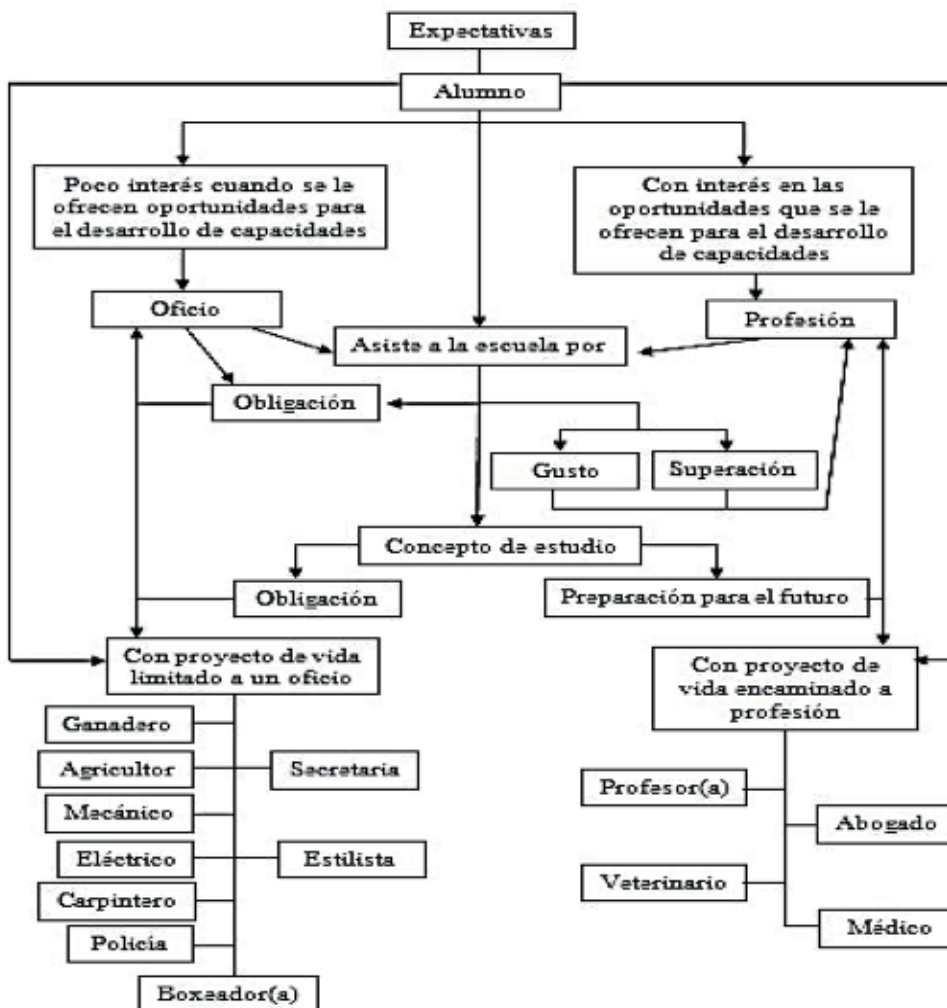 Expectativas
Alumno
Poco interés cuando se le
ofrecen oportunidades para
el desarrollo de capacidades
Con interés en las
oportunidades que se le
ofrecen para el desarrollo
de capacidades
Oficio
Profesión
Asiste a la escuela por
Obligación
Gusto
Superación
Concepto de estudio
Obligación
Preparación para el futuro
Con proyecto de vida
limitado a un oficio
Con proyecto de
vida encaminado a
profesión
Ganadero
Agricultor
Secretaria
Mecánico
Eléctrico
Estilista
Carpintero
Policía
Boxeador(a)
Profesor(a)
Abogado
Veterinario
Médico